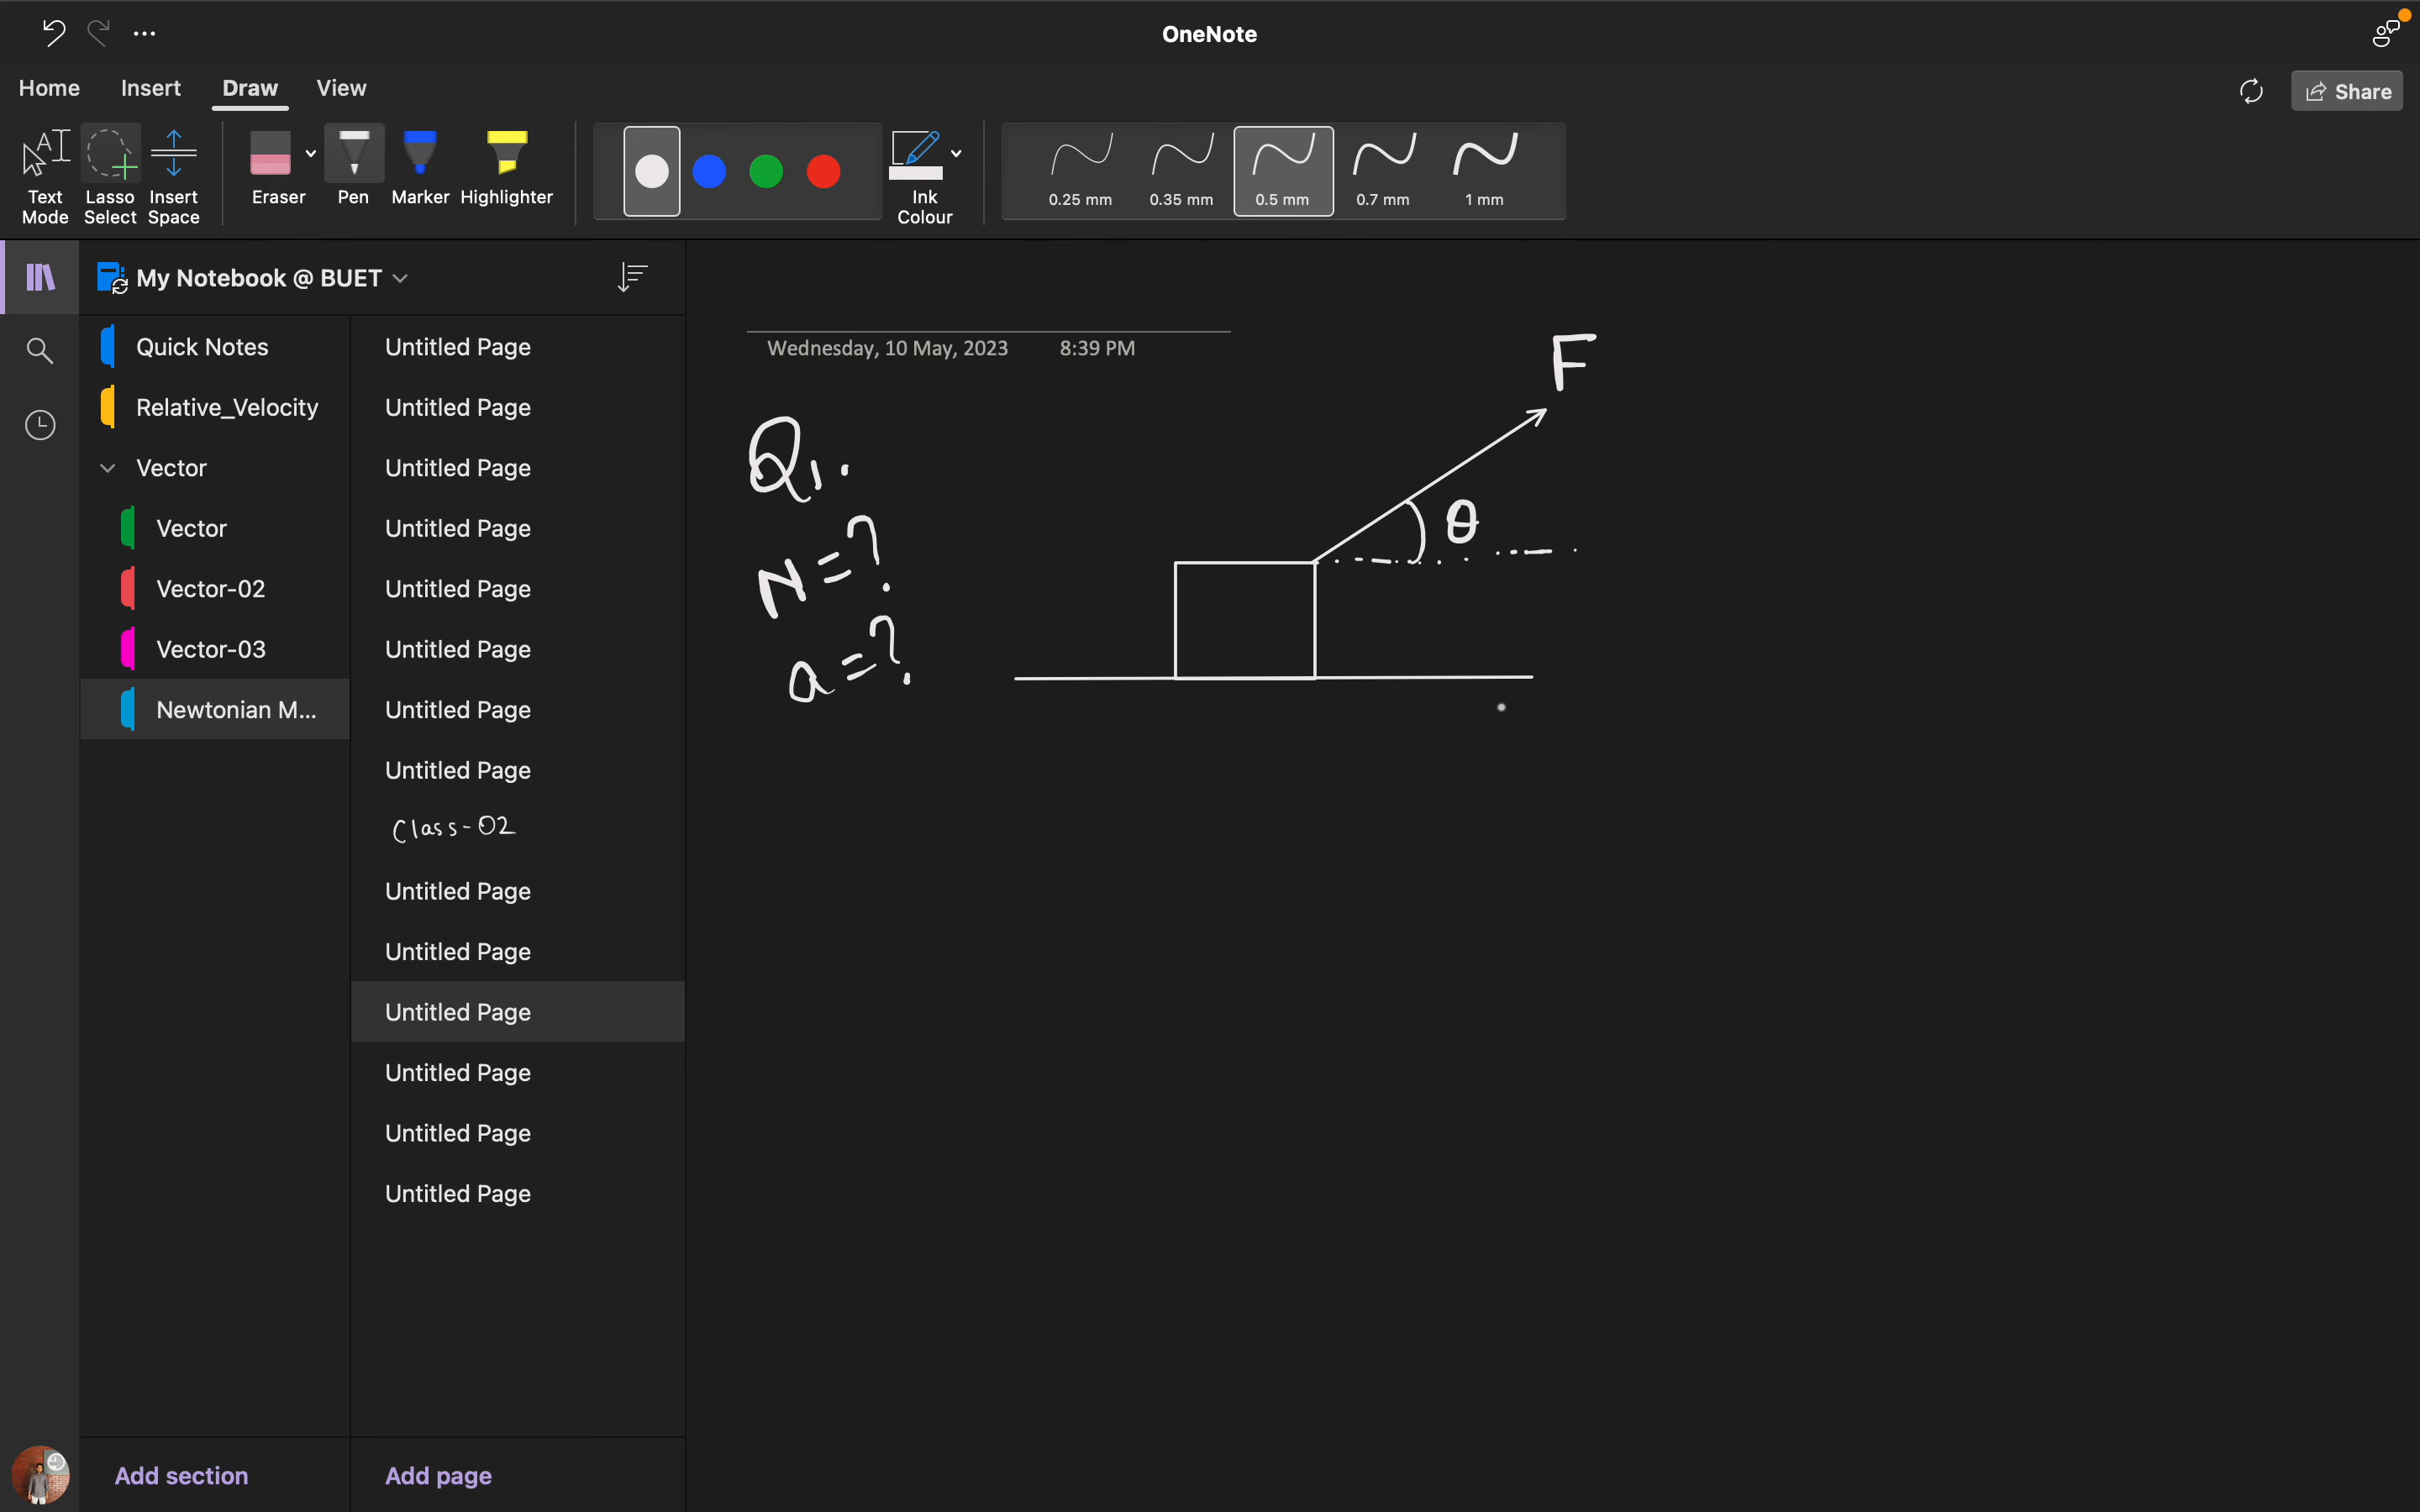 OneNote
Home Insert Draw View
Share
Text Mode
Lasso Select
Insert Space
Eraser
Pen
Marker
Highlighter
Ink Colour
0.25 mm
0.35 mm
0.5 mm
0.7 mm
1 mm
My Notebook @ BUET
Quick Notes
Relative_Velocity
Vector
Vector
Vector-02
Vector-03
Newtonian M...
Add section
Untitled Page
Untitled Page
Untitled Page
Untitled Page
Untitled Page
Untitled Page
Untitled Page
Untitled Page
Class-02
Untitled Page
Untitled Page
Untitled Page
Untitled Page
Untitled Page
Untitled Page
Add page
Wednesday, 10 May, 2023 8:39 PM
Q1.
N=?
a=?
F
θ